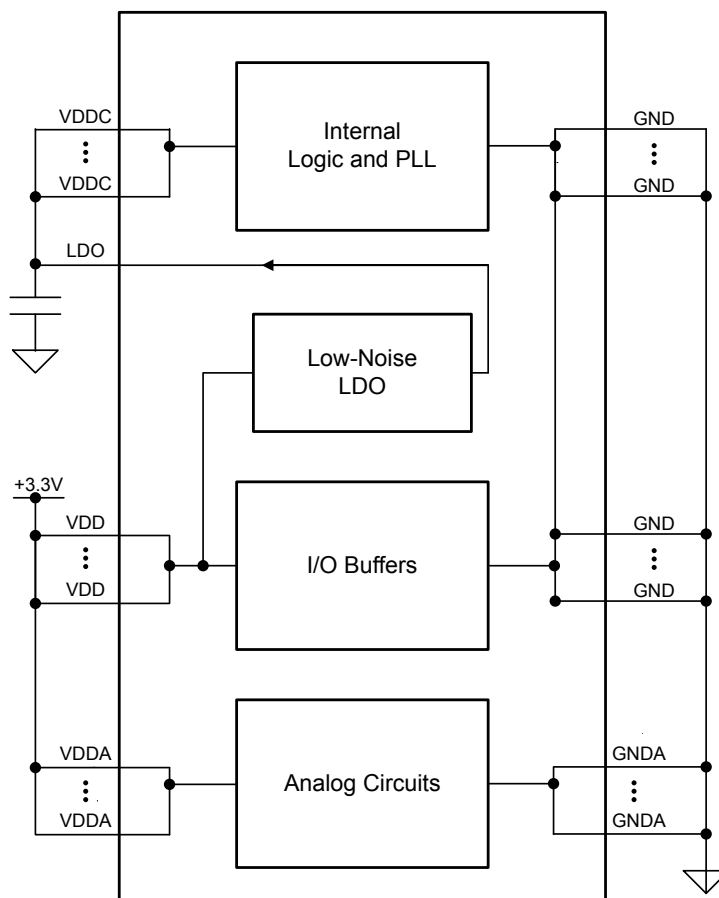 VDDC
VDDC
Internal
Logic and PLL
GND
GND
LDO
Low-Noise
LDO
+3.3V
VDD
VDD
I/O Buffers
GND
GND
VDDA
VDDA
Analog Circuits
GNDA
GNDA